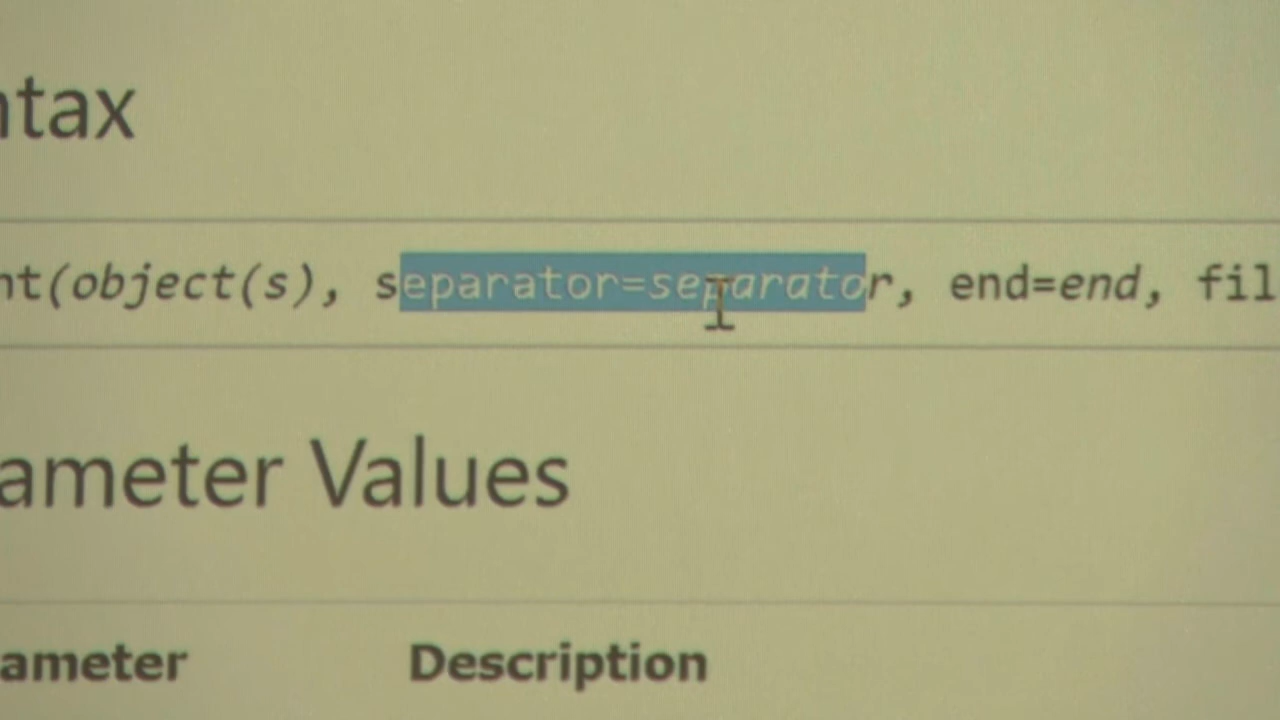 ntax
nt(object(s), separator=separator, end=end, fil
ameter Values
ameter Description